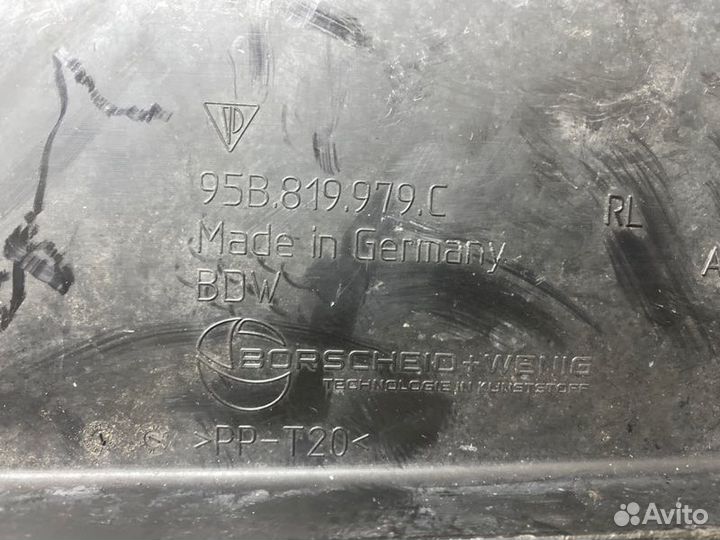 95B.819.979.C
Made in Germany
BDW
RL
A
BORSCHEID+WENIG
TECHNOLOGIE IN KUNSTSTOFF
>PP-T20<
Avito